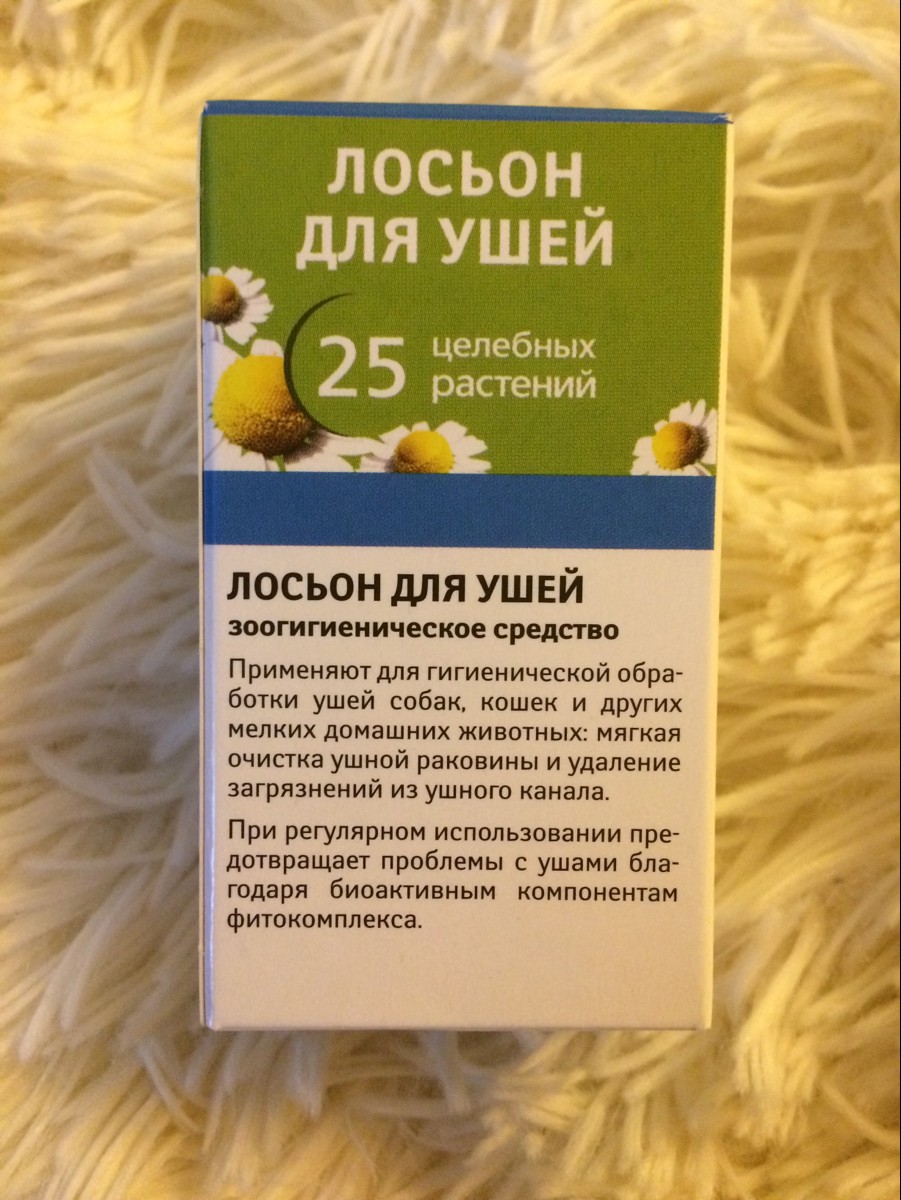 ЛОСЬОН
ДЛЯ УШЕЙ
25 целебных
растений
ЛОСЬОН ДЛЯ УШЕЙ
зоогигиеническое средство
Применяют для гигиенической обра-
ботки ушей собак, кошек и других
мелких домашних животных: мягкая
очистка ушной раковины и удаление
загрязнений из ушного канала.
При регулярном использовании пре-
дотвращает проблемы с ушами бла-
годаря биоактивным компонентам
фитокомплекса.